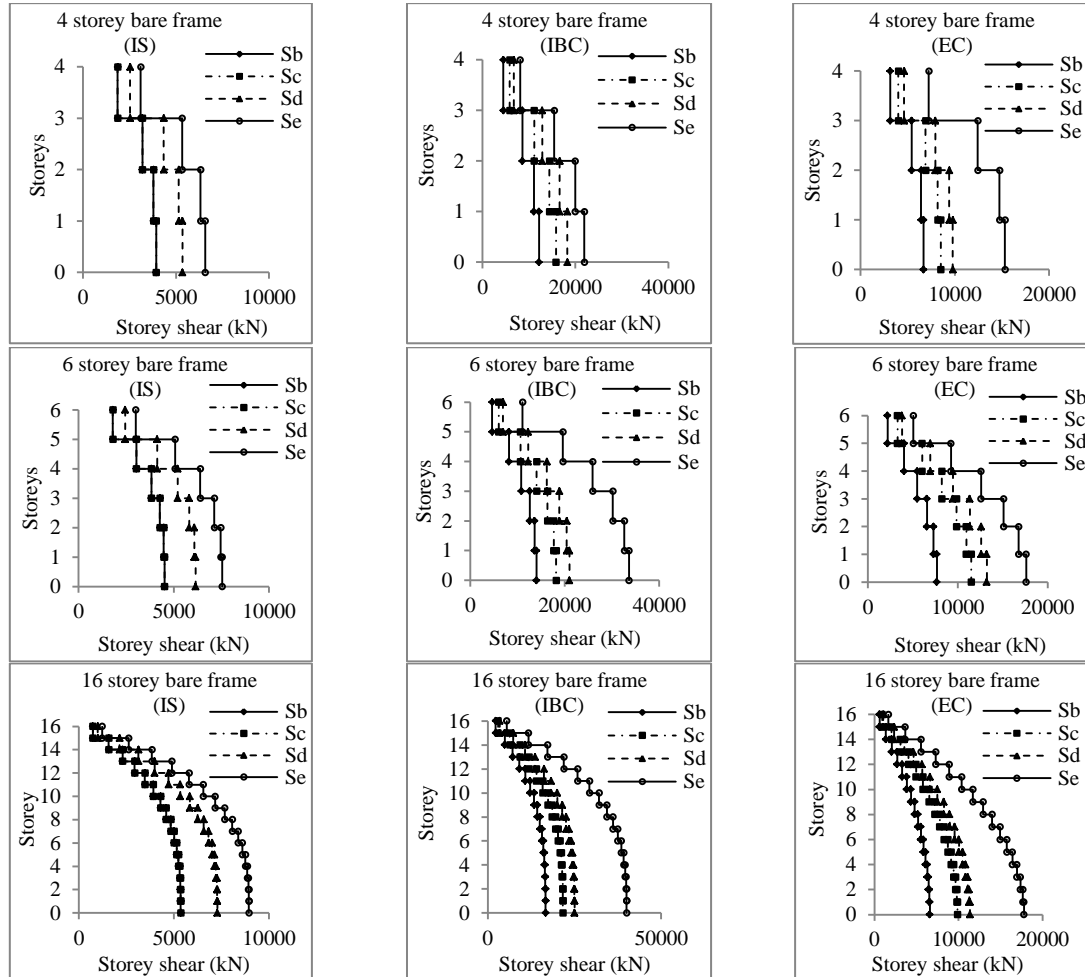 4 storey bare frame
(IS)
Sb
Sc
Sd
Se
4
3
2
1
0
Storeys
0 5000 10000
Storey shear (kN)
4 storey bare frame
(IBC)
Sb
Sc
Sd
Se
4
3
2
1
0
Storeys
0 20000 40000
Storey shear (kN)
4 storey bare frame
(EC)
Sb
Sc
Sd
Se
4
3
2
1
0
Storeys
0 10000 20000
Storey shear (kN)
6 storey bare frame
(IS)
Sb
Sc
Sd
Se
6
5
4
3
2
1
0
Storeys
0 5000 10000
Storey shear (kN)
6 storey bare frame
(IBC)
Sb
Sc
Sd
Se
6
5
4
3
2
1
0
Storeys
0 20000 40000
Storey shear (kN)
6 storey bare frame
(EC)
Sb
Sc
Sd
Se
6
5
4
3
2
1
0
Storeys
0 10000 20000
Storey shear (kN)
16 storey bare frame
(IS)
Sb
Sc
Sd
Se
16
14
12
10
8
6
4
2
0
Storey
0 5000 10000
Storey shear (kN)
16 storey bare frame
(IBC)
Sb
Sc
Sd
Se
16
14
12
10
8
6
4
2
0
Storey
0 50000
Storey shear (kN)
16 storey bare frame
(EC)
Sb
Sc
Sd
Se
16
14
12
10
8
6
4
2
0
Storey
0 10000 20000
Storey shear (kN)